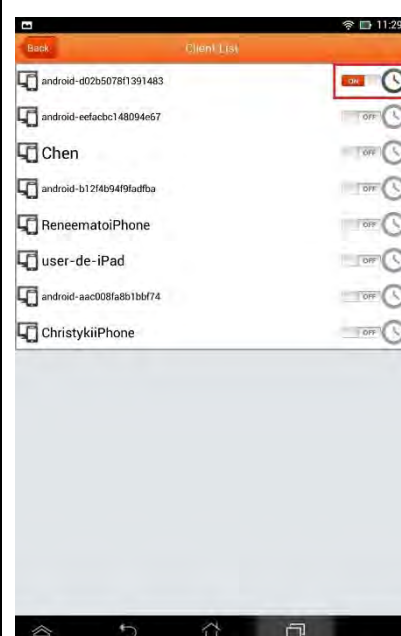 11:29
Back Client List
android-d02b5078f1391483 ON
android-eefacbc148094e67 OFF
Chen OFF
android-b12f4b94f9fadfba OFF
ReneematoiPhone OFF
user-de-iPad OFF
android-aac008fa8b1bbf74 OFF
ChristykiiPhone OFF